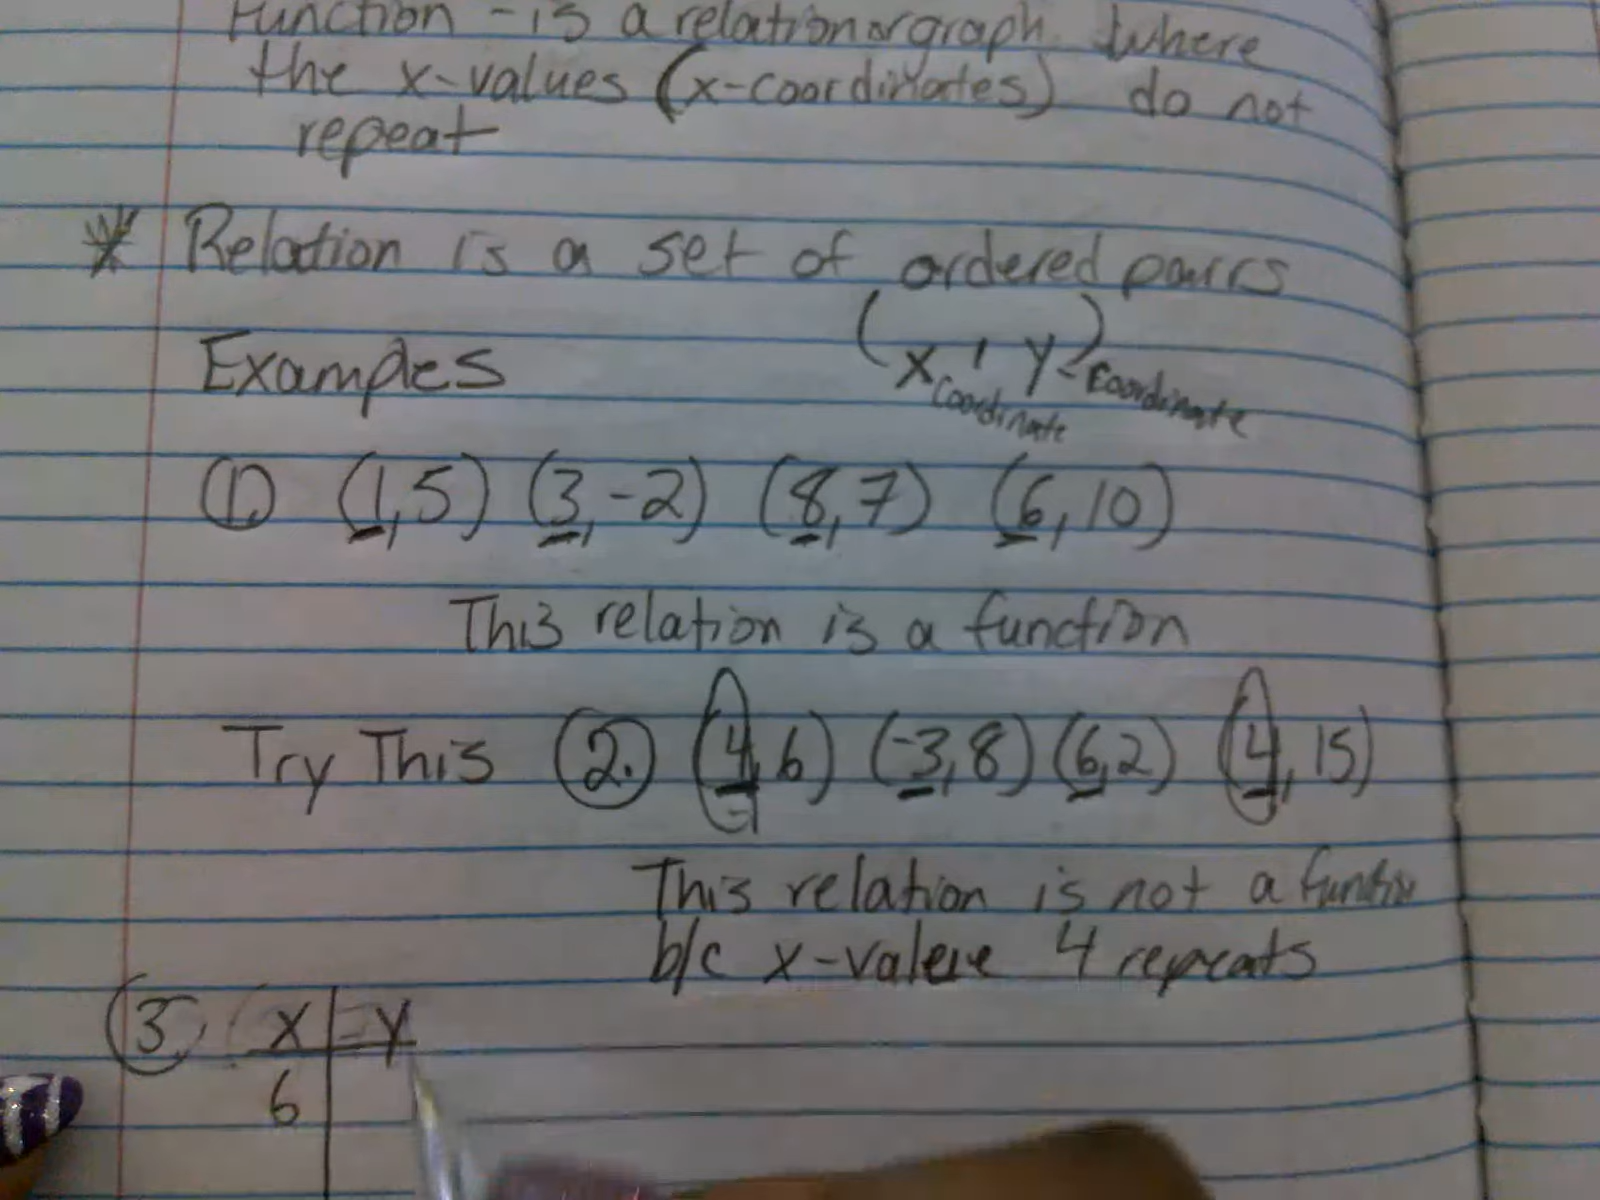 Function - is a relation or graph where
the x-values (x-coordinates) do not
repeat
* Relation is a set of ordered pairs
Examples
(x, y)
coordinate coordinate
① (1,5) (3,-2) (8,7) (6,10)
This relation is a function
Try This ②. (4,6) (-3,8) (6,2) (4,15)
This relation is not a function
b/c x-value 4 repeats
③ x y
6